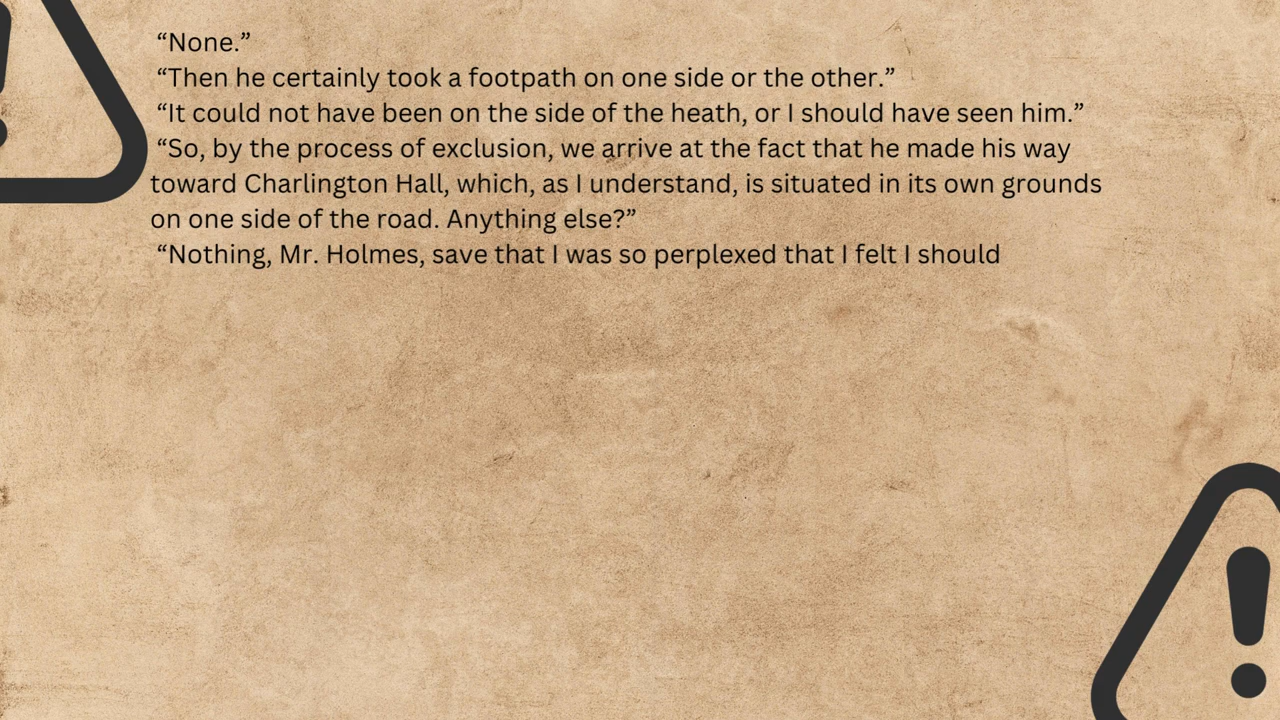 “None.”
“Then he certainly took a footpath on one side or the other.”
“It could not have been on the side of the heath, or I should have seen him.”
“So, by the process of exclusion, we arrive at the fact that he made his way
toward Charlington Hall, which, as I understand, is situated in its own grounds
on one side of the road. Anything else?”
“Nothing, Mr. Holmes, save that I was so perplexed that I felt I should